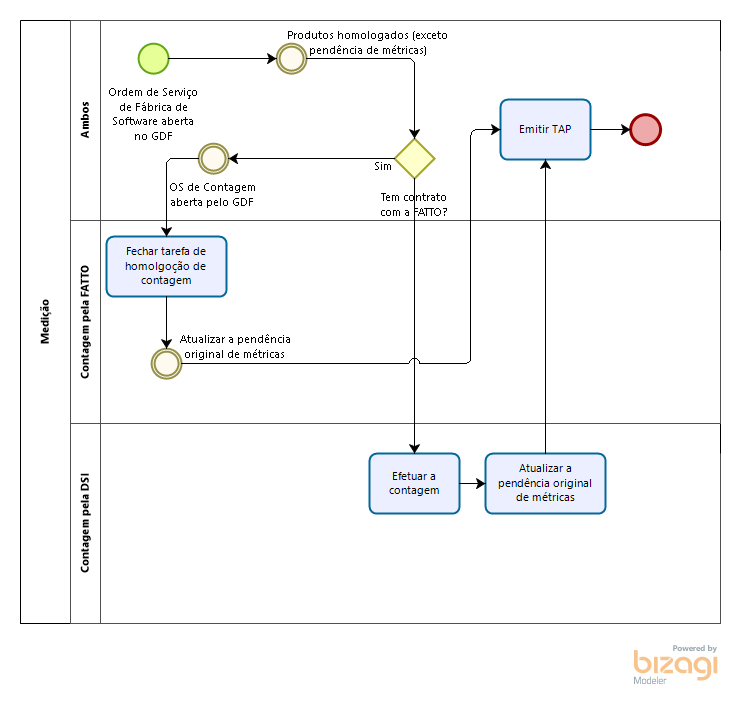 Medição
Ambos
Produtos homologados (exceto
pendência de métricas)
Ordem de Serviço
de Fábrica de
Software aberta
no GDF
Emitir TAP
Sim
OS de Contagem
aberta pelo GDF
Tem contrato
com a FATTO?
Contagem pela FATTO
Fechar tarefa de
homolgoção de
contagem
Atualizar a pendência
original de métricas
Contagem pela DSI
Efetuar a
contagem
Atualizar a
pendência original
de métricas
Powered by
bizagi
Modeler